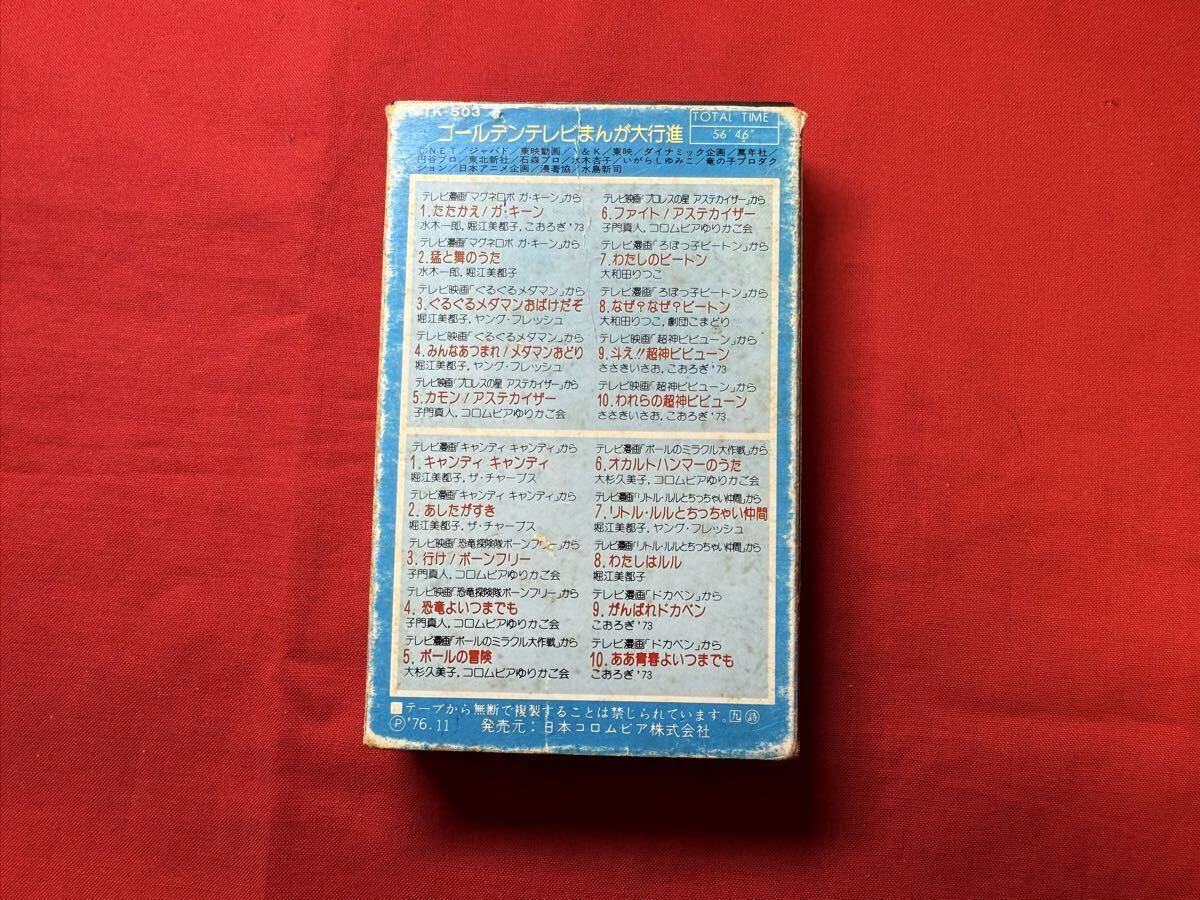 TK-503
ゴールデンテレビまんが大行進
TOTAL TIME
56'46"
NET/ジャパド/東映動画/ &K/東映/ダイナミック企画/萬年社/
円谷プロ/東北新社/石森プロ/水木杏子/いがらしゆみこ/竜の子プロダク
ション/日本アニメ企画/湊著協/水島新司
テレビ漫画「マグネロボ ガ・キーン」から
1.たたかえ!ガ・キーン
水木一郎,堀江美都子,こおろぎ'73
テレビ漫画「マグネロボ ガ・キーン」から
2.猛と舞のうた
水木一郎,堀江美都子
テレビ映画「ぐるぐるメダマン」から
3.ぐるぐるメダマンおばけだぞ
堀江美都子,ヤング・フレッシュ
テレビ映画「ぐるぐるメダマン」から
4.みんなあつまれ!メダマンおどり
堀江美都子,ヤング・フレッシュ
テレビ映画「プロレスの星 アステカイザー」から
5.カモン!アステカイザー
子門真人,コロムビアゆりかご会
テレビ映画「プロレスの星 アステカイザー」から
6.ファイト!アステカイザー
子門真人,コロムビアゆりかご会
テレビ漫画「ろぼっ子ビートン」から
7.わたしのビートン
大和田りつこ
テレビ漫画「ろぼっ子ビートン」から
8.なぜ?なぜ?ビートン
大和田りつこ,劇団こまどり
テレビ映画「超神ビビューン」から
9.斗え!!超神ビビューン
ささきいさお,こおろぎ'73
テレビ映画「超神ビビューン」から
10.われらの超神ビビューン
ささきいさお,こおろぎ'73
テレビ漫画「キャンディ キャンディ」から
1.キャンディ キャンディ
堀江美都子,ザ・チャープス
テレビ漫画「キャンディ キャンディ」から
2.あしたがすき
堀江美都子,ザ・チャープス
テレビ映画「恐竜探険隊ボーンフリー」から
3.行け!ボーンフリー
子門真人,コロムビアゆりかご会
テレビ映画「恐竜探険隊ボーンフリー」から
4.恐竜よいつまでも
子門真人,コロムビアゆりかご会
テレビ漫画「ポールのミラクル大作戦」から
5.ポールの冒険
大杉久美子,コロムビアゆりかご会
テレビ漫画「ポールのミラクル大作戦」から
6.オカルトハンマーのうた
大杉久美子,コロムビアゆりかご会
テレビ漫画「リトル・ルルとちっちゃい仲間」から
7.リトル・ルルとちっちゃい仲間
堀江美都子,ヤング・フレッシュ
テレビ漫画「リトル・ルルとちっちゃい仲間」から
8.わたしはルル
堀江美都子
テレビ漫画「ドカベン」から
9.がんばれドカベン
こおろぎ'73
テレビ漫画「ドカベン」から
10.ああ青春よいつまでも
こおろぎ'73
テープから無断で複製することは禁じられています。九 詩
Ⓟ'76.11 発売元:日本コロムビア株式会社